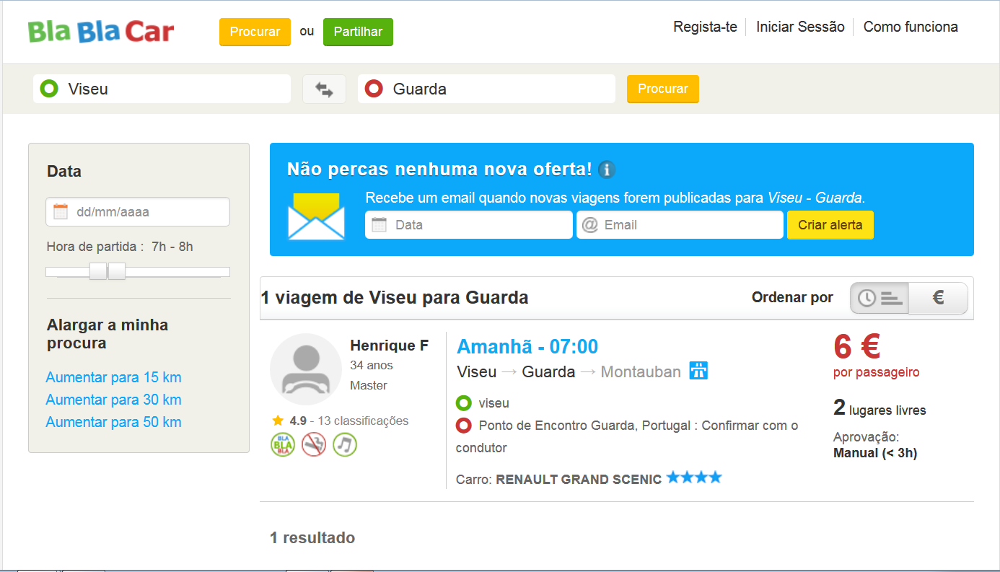 Bla Bla Car
Procurar ou Partilhar
Regista-te Iniciar Sessão Como funciona
Viseu Guarda Procurar
Data
dd/mm/aaaa
Hora de partida : 7h - 8h
Alargar a minha
procura
Aumentar para 15 km
Aumentar para 30 km
Aumentar para 50 km
Não percas nenhuma nova oferta! i
Recebe um email quando novas viagens forem publicadas para Viseu - Guarda.
Data @ Email Criar alerta
1 viagem de Viseu para Guarda Ordenar por €
Henrique F
34 anos
Master
4.9 - 13 classificações
BLA
BLA
BLA
Amanhã - 07:00
Viseu → Guarda → Montauban
viseu
Ponto de Encontro Guarda, Portugal : Confirmar com o
condutor
Carro: RENAULT GRAND SCENIC
6 €
por passageiro
2 lugares livres
Aprovação:
Manual (< 3h)
1 resultado